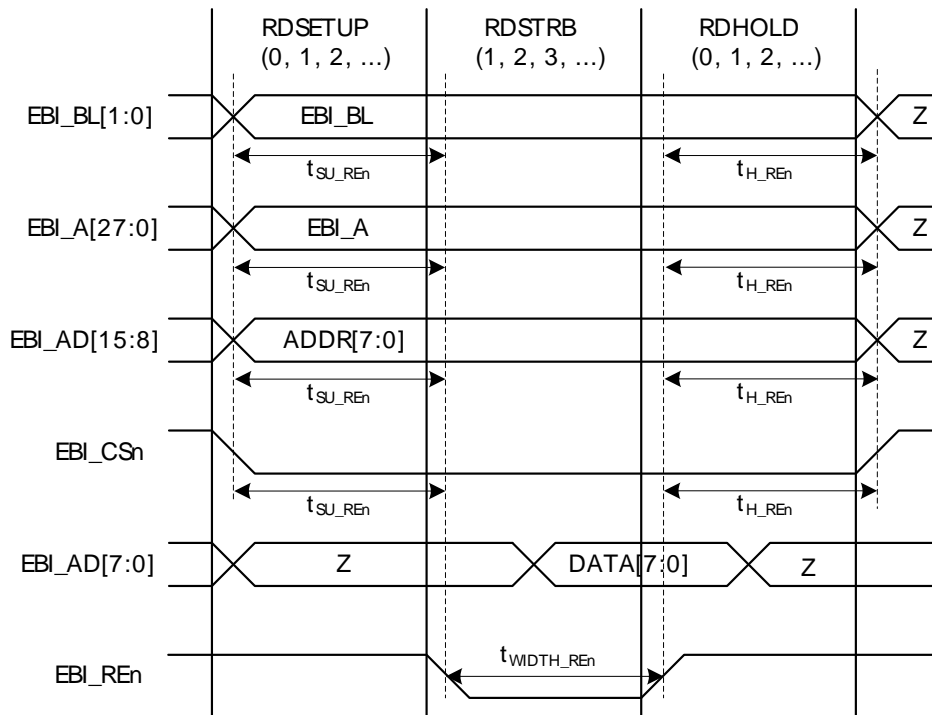 RDSETUP RDSTRB RDHOLD
(0, 1, 2, ...) (1, 2, 3, ...) (0, 1, 2, ...)
EBI_BL[1:0] EBI_BL Z
tSU_REn tH_REn
EBI_A[27:0] EBI_A Z
tSU_REn tH_REn
EBI_AD[15:8] ADDR[7:0] Z
tSU_REn tH_REn
EBI_CSn
tSU_REn tH_REn
EBI_AD[7:0] Z DATA[7:0] Z
tWIDTH_REn
EBI_REn